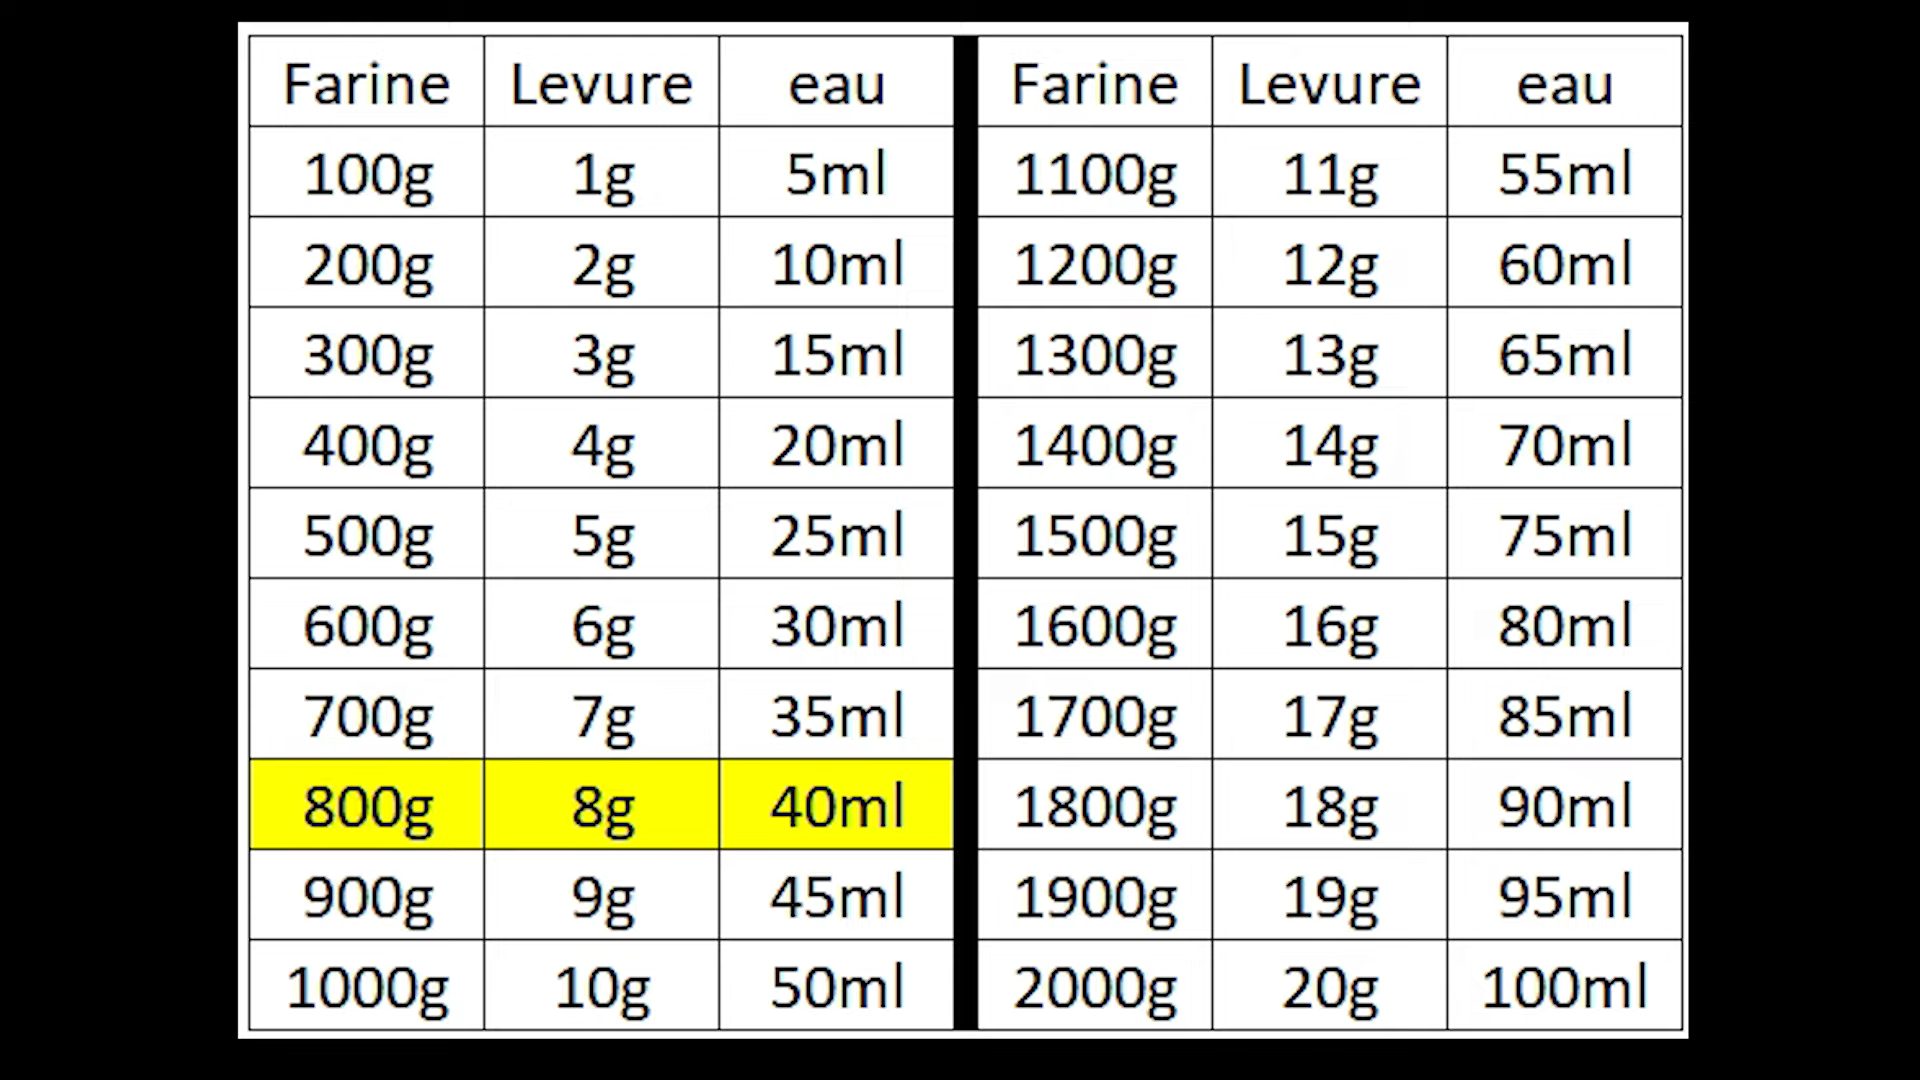 Farine Levure eau Farine Levure eau
100g 1g 5ml 1100g 11g 55ml
200g 2g 10ml 1200g 12g 60ml
300g 3g 15ml 1300g 13g 65ml
400g 4g 20ml 1400g 14g 70ml
500g 5g 25ml 1500g 15g 75ml
600g 6g 30ml 1600g 16g 80ml
700g 7g 35ml 1700g 17g 85ml
800g 8g 40ml 1800g 18g 90ml
900g 9g 45ml 1900g 19g 95ml
1000g 10g 50ml 2000g 20g 100ml